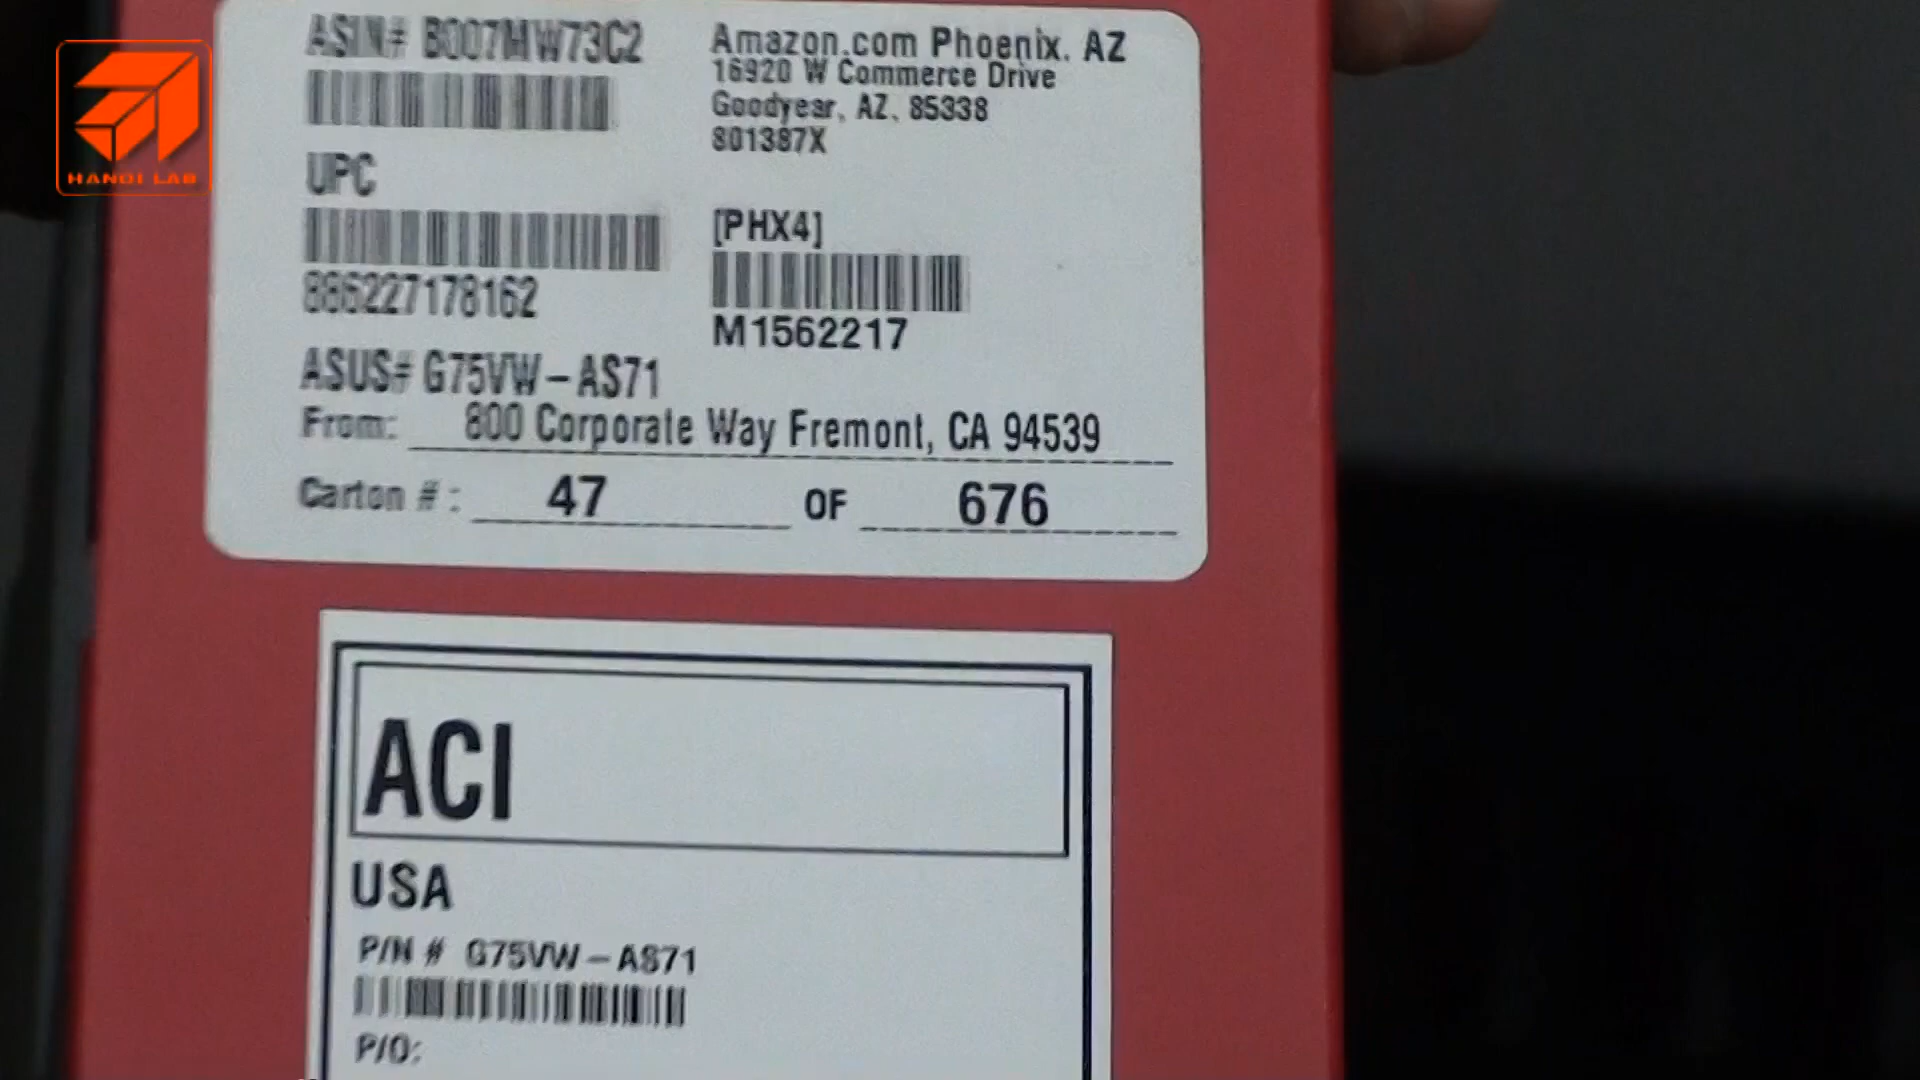 HANOI LAB
ASIN# B007MW73C2
UPC
886227178162
ASUS# G75VW-AS71
Amazon.com Phoenix. AZ
16920 W Commerce Drive
Goodyear, AZ, 85338
801387X
[PHX4]
M1562217
From: 800 Corporate Way Fremont, CA 94539
Carton #: 47 OF 676
ACI
USA
P/N # G75VW-AS71
P/O: